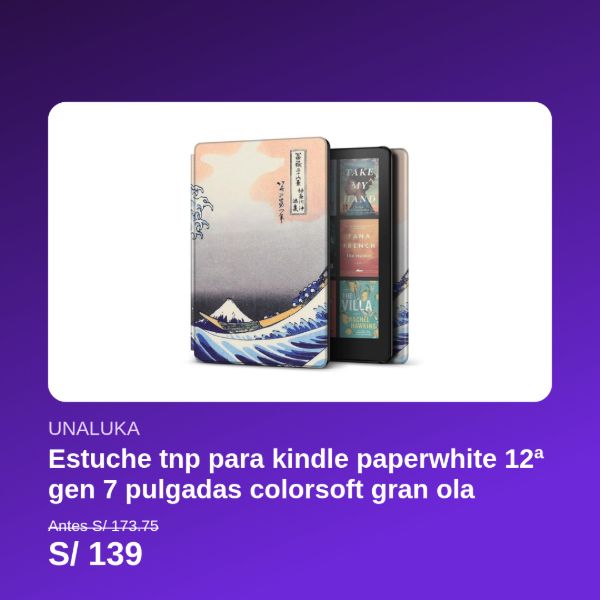 TAKE
MY
HAND
TANA
FRENCH
THE
VILLA
RACHEL
HAWKINS
UNALUKA
Estuche tnp para kindle paperwhite 12ª
gen 7 pulgadas colorsoft gran ola
Antes S/ 173.75
S/ 139